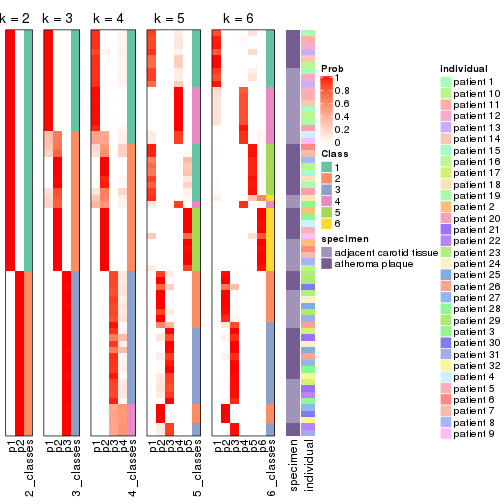 k = 2
k = 3
k = 4
k = 5
k = 6
p1
p2
2_classes
p1
p2
p3
3_classes
p1
p2
p3
p4
4_classes
p1
p2
p3
p4
p5
5_classes
p1
p2
p3
p4
p5
p6
6_classes
specimen
individual
Prob
1
0.8
0.6
0.4
0.2
0
Class
1
2
3
4
5
6
specimen
adjacent carotid tissue
atheroma plaque
individual
patient 1
patient 10
patient 11
patient 12
patient 13
patient 14
patient 15
patient 16
patient 17
patient 18
patient 19
patient 2
patient 20
patient 21
patient 22
patient 23
patient 24
patient 25
patient 26
patient 27
patient 28
patient 29
patient 3
patient 30
patient 31
patient 32
patient 4
patient 5
patient 6
patient 7
patient 8
patient 9